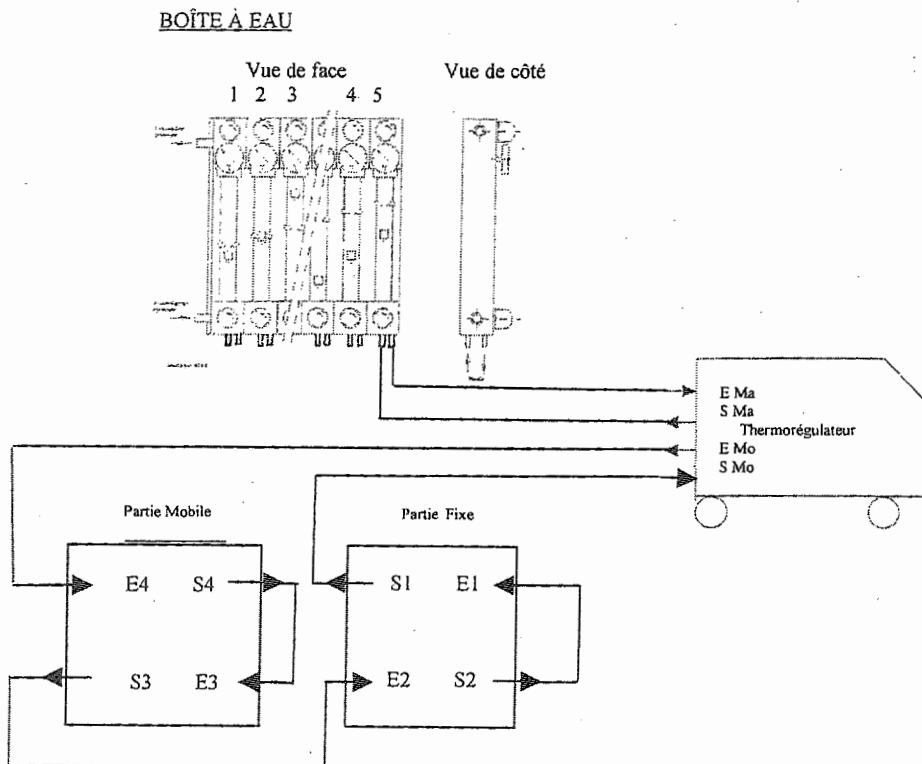 BOÎTE À EAU
Vue de face
Vue de côté
1 2 3 4 5
E Ma
S Ma
Thermorégulateur
E Mo
S Mo
Partie Mobile
Partie Fixe
E4 S4
S1 E1
S3 E3
E2 S2